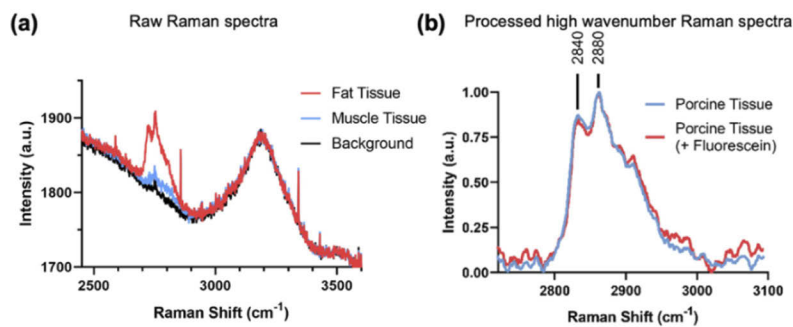 (a) Raw Raman spectra
Fat Tissue
Muscle Tissue
Background
Intensity (a.u.)
1900
1800
1700
2500 3000 3500
Raman Shift (cm-1)
(b) Processed high wavenumber Raman spectra
2840
2880
Porcine Tissue
Porcine Tissue
(+ Fluorescein)
Intensity (a.u.)
1.00
0.75
0.50
0.25
0.00
2800 2900 3000 3100
Raman Shift (cm-1)